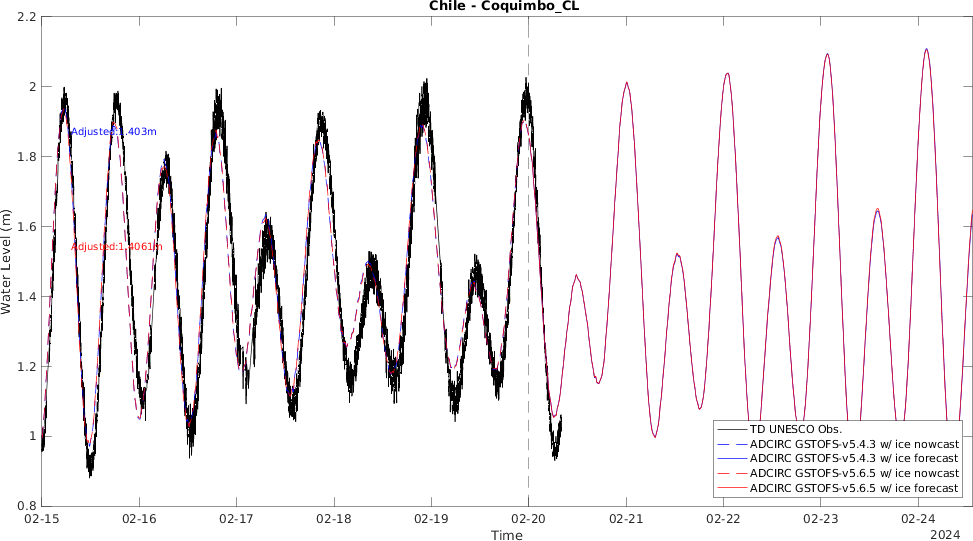 Chile - Coquimbo_CL
2.2
2
1.8
1.6
1.4
1.2
1
0.8
Water Level (m)
Adjusted:1.403m
Adjusted:1.4061m
TD UNESCO Obs.
ADCIRC GSTOFS-v5.4.3 w/ ice nowcast
ADCIRC GSTOFS-v5.4.3 w/ ice forecast
ADCIRC GSTOFS-v5.6.5 w/ ice nowcast
ADCIRC GSTOFS-v5.6.5 w/ ice forecast
02-15 02-16 02-17 02-18 02-19 02-20 02-21 02-22 02-23 02-24
Time
2024